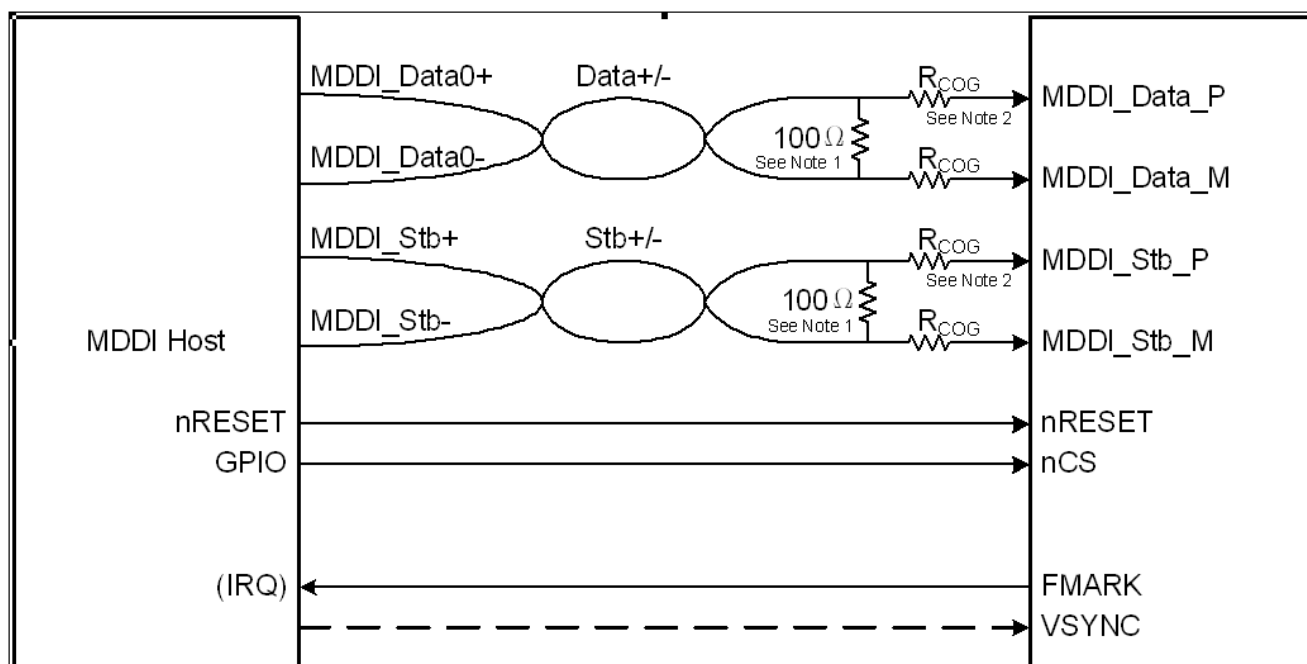 MDDI_Data0+
Data+/-
RCOG
MDDI_Data_P
See Note 2
100Ω
See Note 1
MDDI_Data0-
RCOG
MDDI_Data_M
MDDI_Stb+
Stb+/-
RCOG
MDDI_Stb_P
See Note 2
100Ω
See Note 1
MDDI_Stb-
RCOG
MDDI Host
MDDI_Stb_M
nRESET
nRESET
GPIO
nCS
(IRQ)
FMARK
VSYNC